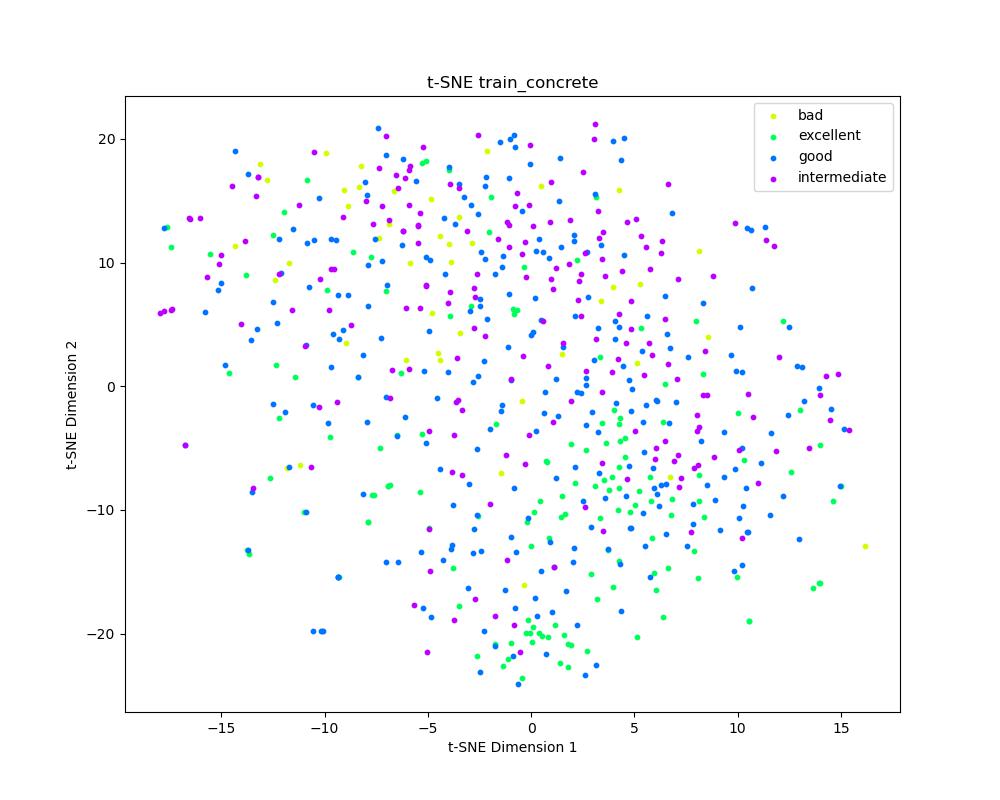 t-SNE train_concrete
bad
excellent
good
intermediate
20
10
0
−10
−20
t-SNE Dimension 2
−15 −10 −5 0 5 10 15
t-SNE Dimension 1